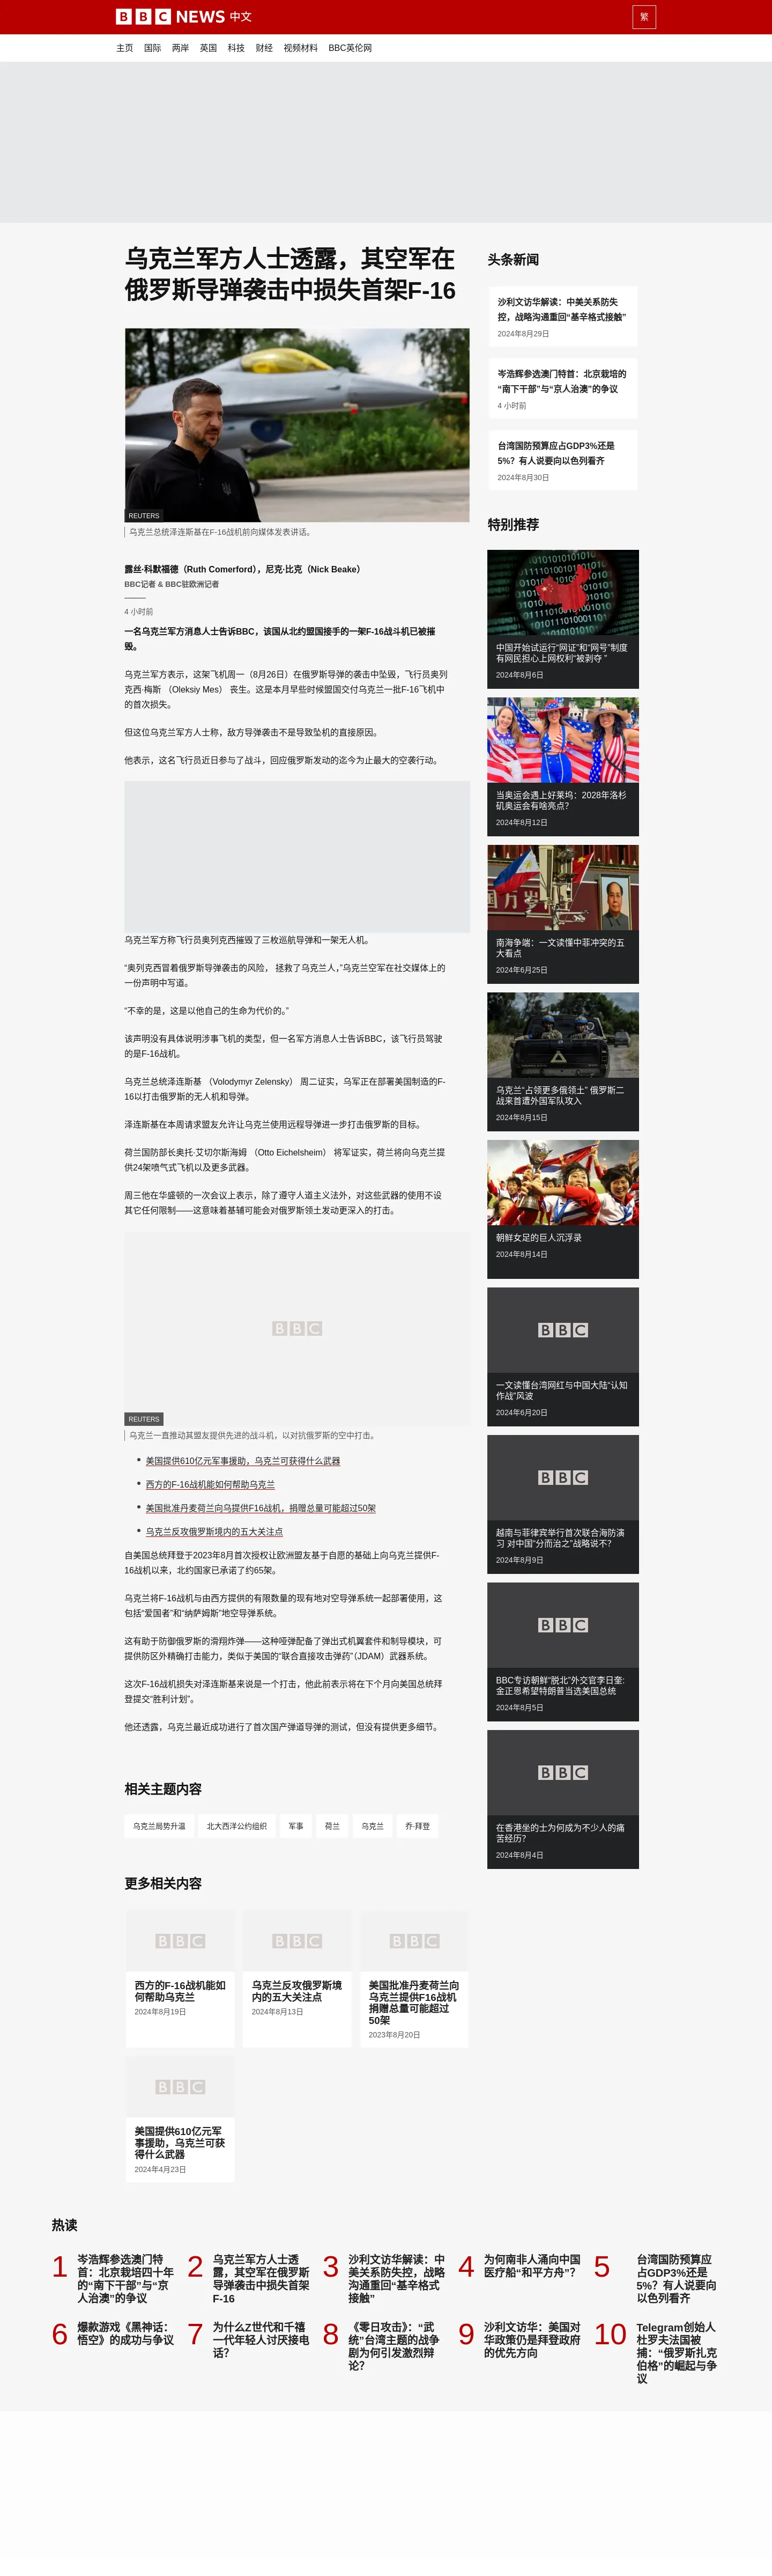 BBC NEWS 中文
繁
主页 国际 两岸 英国 科技 财经 视频材料 BBC英伦网
乌克兰军方人士透露，其空军在
俄罗斯导弹袭击中损失首架F-16
REUTERS
乌克兰总统泽连斯基在F-16战机前向媒体发表讲话。
露丝·科默福德（Ruth Comerford），尼克·比克（Nick Beake）
BBC记者 & BBC驻欧洲记者
4 小时前
一名乌克兰军方消息人士告诉BBC，该国从北约盟国接手的一架F-16战斗机已被摧
毁。
乌克兰军方表示，这架飞机周一（8月26日）在俄罗斯导弹的袭击中坠毁，飞行员奥列
克西·梅斯 （Oleksiy Mes） 丧生。这是本月早些时候盟国交付乌克兰一批F-16飞机中
的首次损失。
但这位乌克兰军方人士称，敌方导弹袭击不是导致坠机的直接原因。
他表示，这名飞行员近日参与了战斗，回应俄罗斯发动的迄今为止最大的空袭行动。
乌克兰军方称飞行员奥列克西摧毁了三枚巡航导弹和一架无人机。
“奥列克西冒着俄罗斯导弹袭击的风险， 拯救了乌克兰人，”乌克兰空军在社交媒体上的
一份声明中写道。
“不幸的是，这是以他自己的生命为代价的。”
该声明没有具体说明涉事飞机的类型，但一名军方消息人士告诉BBC，该飞行员驾驶
的是F-16战机。
乌克兰总统泽连斯基 （Volodymyr Zelensky） 周二证实，乌军正在部署美国制造的F-
16以打击俄罗斯的无人机和导弹。
泽连斯基在本周请求盟友允许让乌克兰使用远程导弹进一步打击俄罗斯的目标。
荷兰国防部长奥托·艾切尔斯海姆 （Otto Eichelsheim） 将军证实，荷兰将向乌克兰提
供24架喷气式飞机以及更多武器。
周三他在华盛顿的一次会议上表示，除了遵守人道主义法外，对这些武器的使用不设
其它任何限制——这意味着基辅可能会对俄罗斯领土发动更深入的打击。
BBC
REUTERS
乌克兰一直推动其盟友提供先进的战斗机，以对抗俄罗斯的空中打击。
美国提供610亿元军事援助，乌克兰可获得什么武器
西方的F-16战机能如何帮助乌克兰
美国批准丹麦荷兰向乌提供F16战机，捐赠总量可能超过50架
乌克兰反攻俄罗斯境内的五大关注点
自美国总统拜登于2023年8月首次授权让欧洲盟友基于自愿的基础上向乌克兰提供F-
16战机以来，北约国家已承诺了约65架。
乌克兰将F-16战机与由西方提供的有限数量的现有地对空导弹系统一起部署使用，这
包括“爱国者”和“纳萨姆斯”地空导弹系统。
这有助于防御俄罗斯的滑翔炸弹——这种哑弹配备了弹出式机翼套件和制导模块，可
提供防区外精确打击能力，类似于美国的“联合直接攻击弹药”（JDAM）武器系统。
这次F-16战机损失对泽连斯基来说是一个打击，他此前表示将在下个月向美国总统拜
登提交“胜利计划”。
他还透露，乌克兰最近成功进行了首次国产弹道导弹的测试，但没有提供更多细节。
相关主题内容
乌克兰局势升温 北大西洋公约组织 军事 荷兰 乌克兰 乔·拜登
更多相关内容
BBC
西方的F-16战机能如
何帮助乌克兰
2024年8月19日
BBC
乌克兰反攻俄罗斯境
内的五大关注点
2024年8月13日
BBC
美国批准丹麦荷兰向
乌克兰提供F16战机
捐赠总量可能超过
50架
2023年8月20日
BBC
美国提供610亿元军
事援助，乌克兰可获
得什么武器
2024年4月23日
头条新闻
沙利文访华解读：中美关系防失
控，战略沟通重回“基辛格式接触”
2024年8月29日
岑浩辉参选澳门特首：北京栽培的
“南下干部”与“京人治澳”的争议
4 小时前
台湾国防预算应占GDP3%还是
5%？有人说要向以色列看齐
2024年8月30日
特别推荐
中国开始试运行“网证”和“网号”制度
有网民担心上网权利“被剥夺 ”
2024年8月6日
当奥运会遇上好莱坞：2028年洛杉
矶奥运会有啥亮点？
2024年8月12日
南海争端：一文读懂中菲冲突的五
大看点
2024年6月25日
乌克兰“占领更多俄领土” 俄罗斯二
战来首遭外国军队攻入
2024年8月15日
朝鲜女足的巨人沉浮录
2024年8月14日
BBC
一文读懂台湾网红与中国大陆“认知
作战”风波
2024年6月20日
BBC
越南与菲律宾举行首次联合海防演
习 对中国“分而治之”战略说不？
2024年8月9日
BBC
BBC专访朝鲜“脱北”外交官李日奎:
金正恩希望特朗普当选美国总统
2024年8月5日
BBC
在香港坐的士为何成为不少人的痛
苦经历？
2024年8月4日
热读
1
岑浩辉参选澳门特
首：北京栽培四十年
的“南下干部”与“京
人治澳”的争议
2
乌克兰军方人士透
露，其空军在俄罗斯
导弹袭击中损失首架
F-16
3
沙利文访华解读：中
美关系防失控，战略
沟通重回“基辛格式
接触”
4
为何南非人涌向中国
医疗船“和平方舟”？
5
台湾国防预算应
占GDP3%还是
5%？有人说要向
以色列看齐
6
爆款游戏《黑神话：
悟空》的成功与争议
7
为什么Z世代和千禧
一代年轻人讨厌接电
话？
8
《零日攻击》：“武
统”台湾主题的战争
剧为何引发激烈辩
论？
9
沙利文访华：美国对
华政策仍是拜登政府
的优先方向
10
Telegram创始人
杜罗夫法国被
捕：“俄罗斯扎克
伯格”的崛起与争
议